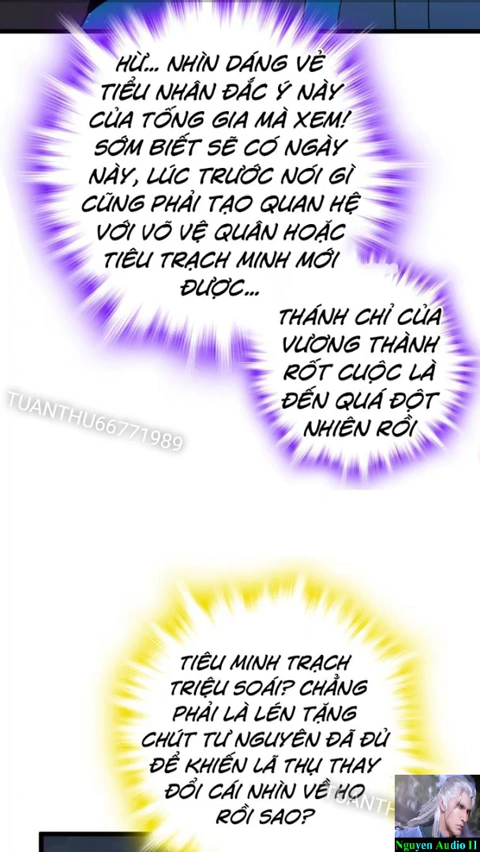 HỪ... NHÌN DÁNG VẺ
TIỂU NHÂN ĐẮC Ý NÀY
CỦA TỐNG GIA MÀ XEM!
SỚM BIẾT SẼ CÓ NGÀY
NÀY, LÚC TRƯỚC NÓI GÌ
CŨNG PHẢI TẠO QUAN HỆ
VỚI VÕ VỆ QUÂN HOẶC
TIÊU TRẠCH MINH MỚI
ĐƯỢC...
THÁNH CHỈ CỦA
VƯƠNG THÀNH
RỐT CUỘC LÀ
ĐẾN QUÁ ĐỘT
NHIÊN RỒI
TUANTHU66771989
TIÊU MINH TRẠCH
TRIỆU SOÁI? CHẲNG
PHẢI LÀ LÉN TẶNG
CHÚT TƯ NGUYÊN ĐÃ ĐỦ
ĐỂ KHIẾN LÃ THỤ THAY
ĐỔI CÁI NHÌN VỀ HỌ
RỒI SAO?
TUANTHU
Nguyen Audio II